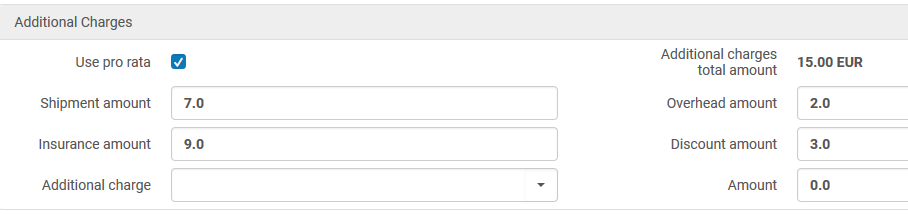 Additional Charges
Use pro rata
Additional charges
total amount
15.00 EUR
Shipment amount
7.0
Overhead amount
2.0
Insurance amount
9.0
Discount amount
3.0
Additional charge
Amount
0.0